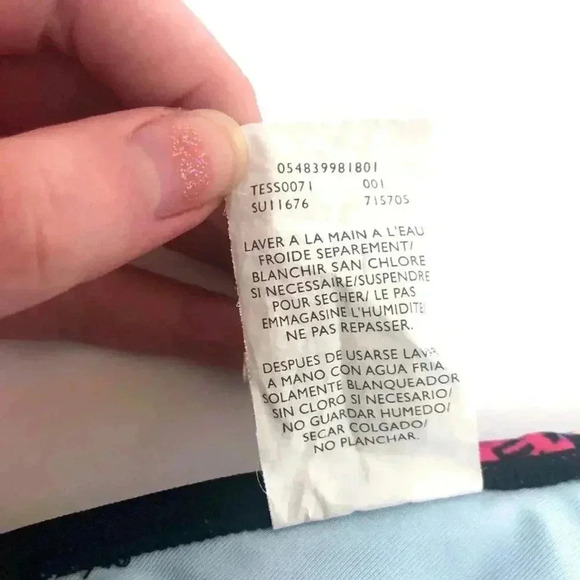 054839981801
TESS0071 001
SU11676 715705
LAVER A LA MAIN A L'EAU
FROIDE SEPAREMENT/
BLANCHIR SAN CHLORE
SI NECESSAIRE/SUSPENDRE
POUR SECHER/ LE PAS
EMMAGASINE L'HUMIDITE
NE PAS REPASSER.
DESPUES DE USARSE LAVAR
A MANO CON AGUA FRIA
SOLAMENTE BLANQUEADOR
SIN CLORO SI NECESARIO/
NO GUARDAR HUMEDO/
SECAR COLGADO/
NO PLANCHAR.